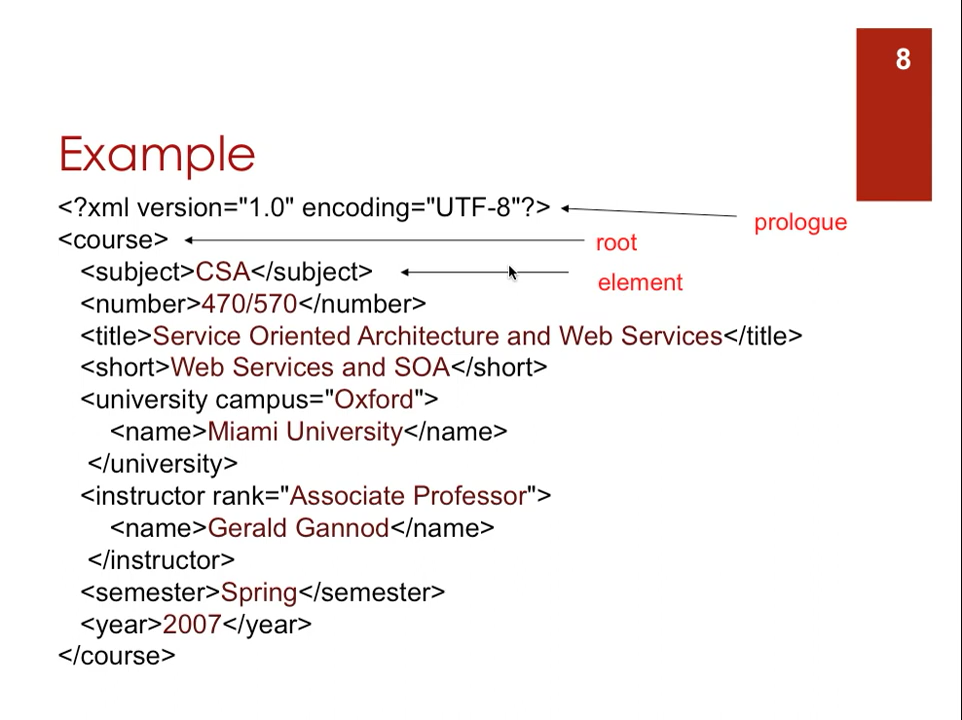 8
Example
<?xml version="1.0" encoding="UTF-8"?>
prologue
<course>
root
<subject>CSA</subject>
element
<number>470/570</number>
<title>Service Oriented Architecture and Web Services</title>
<short>Web Services and SOA</short>
<university campus="Oxford">
<name>Miami University</name>
</university>
<instructor rank="Associate Professor">
<name>Gerald Gannod</name>
</instructor>
<semester>Spring</semester>
<year>2007</year>
</course>